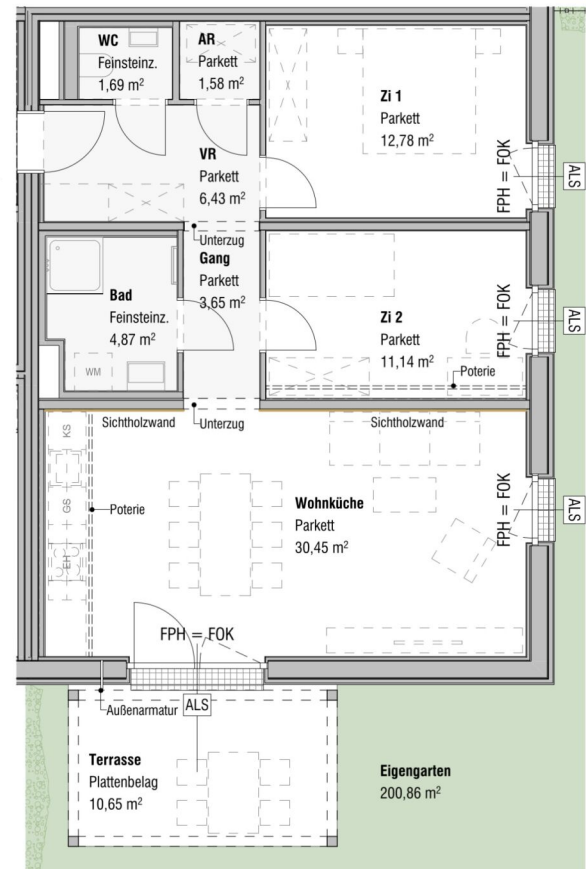 WC
Feinsteinz.
1,69 m²
AR
Parkett
1,58 m²
Zi 1
Parkett
12,78 m²
FPH = FOK
ALS
VR
Parkett
6,43 m²
Unterzug
Gang
Parkett
3,65 m²
Bad
Feinsteinz.
4,87 m²
WM
Zi 2
Parkett
11,14 m²
FPH = FOK
ALS
Poterie
Sichtholzwand
Unterzug
Sichtholzwand
KS
GS
EH
Poterie
Wohnküche
Parkett
30,45 m²
FPH = FOK
ALS
FPH = FOK
Außenarmatur
ALS
Terrasse
Plattenbelag
10,65 m²
Eigengarten
200,86 m²